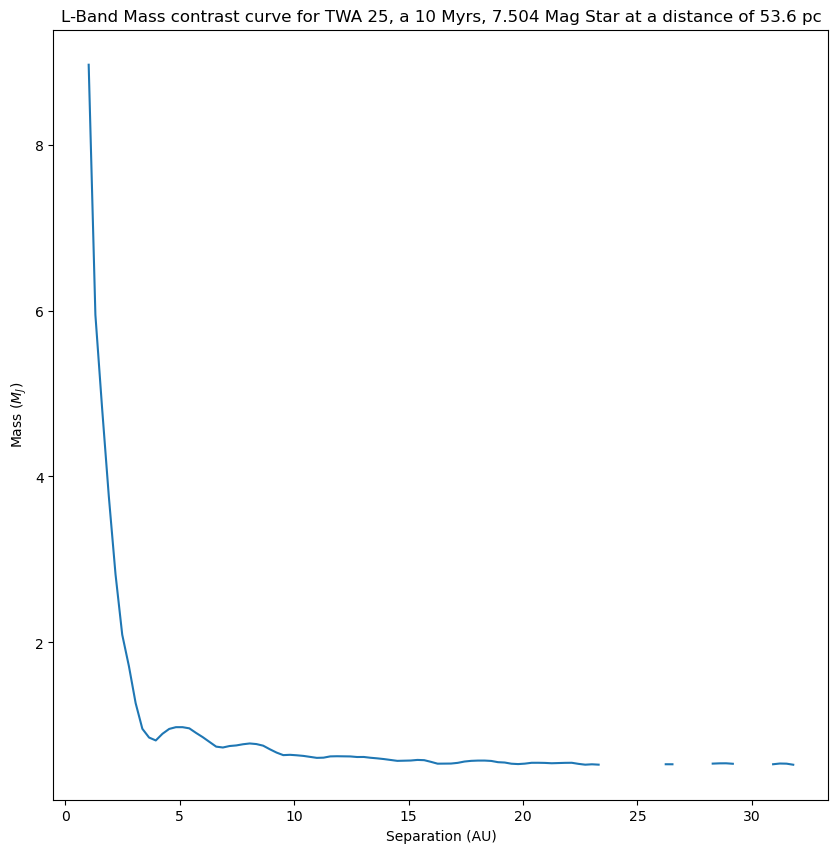 L-Band Mass contrast curve for TWA 25, a 10 Myrs, 7.504 Mag Star at a distance of 53.6 pc
8
6
4
2
Mass (M_J)
0 5 10 15 20 25 30
Separation (AU)